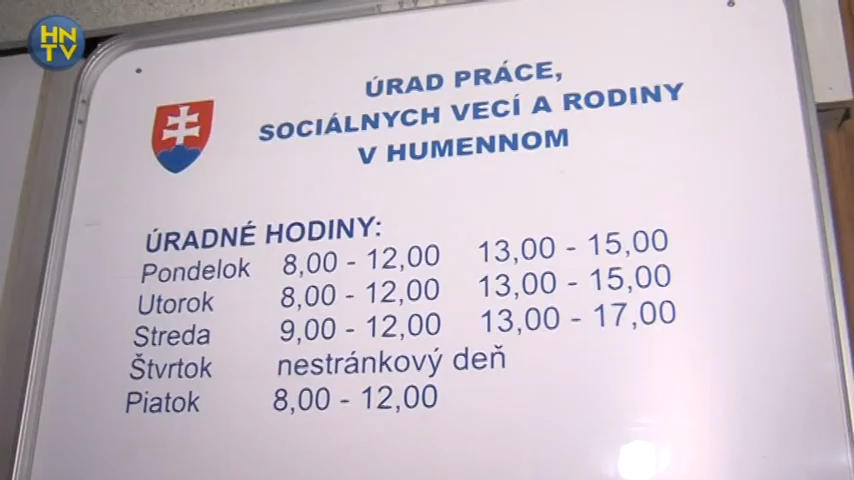 HN
TV
ÚRAD PRÁCE,
SOCIÁLNYCH VECÍ A RODINY
V HUMENNOM
ÚRADNÉ HODINY:
Pondelok 8,00 - 12,00 13,00 - 15,00
Utorok 8,00 - 12,00 13,00 - 15,00
Streda 9,00 - 12,00 13,00 - 17,00
Štvrtok nestránkový deň
Piatok 8,00 - 12,00